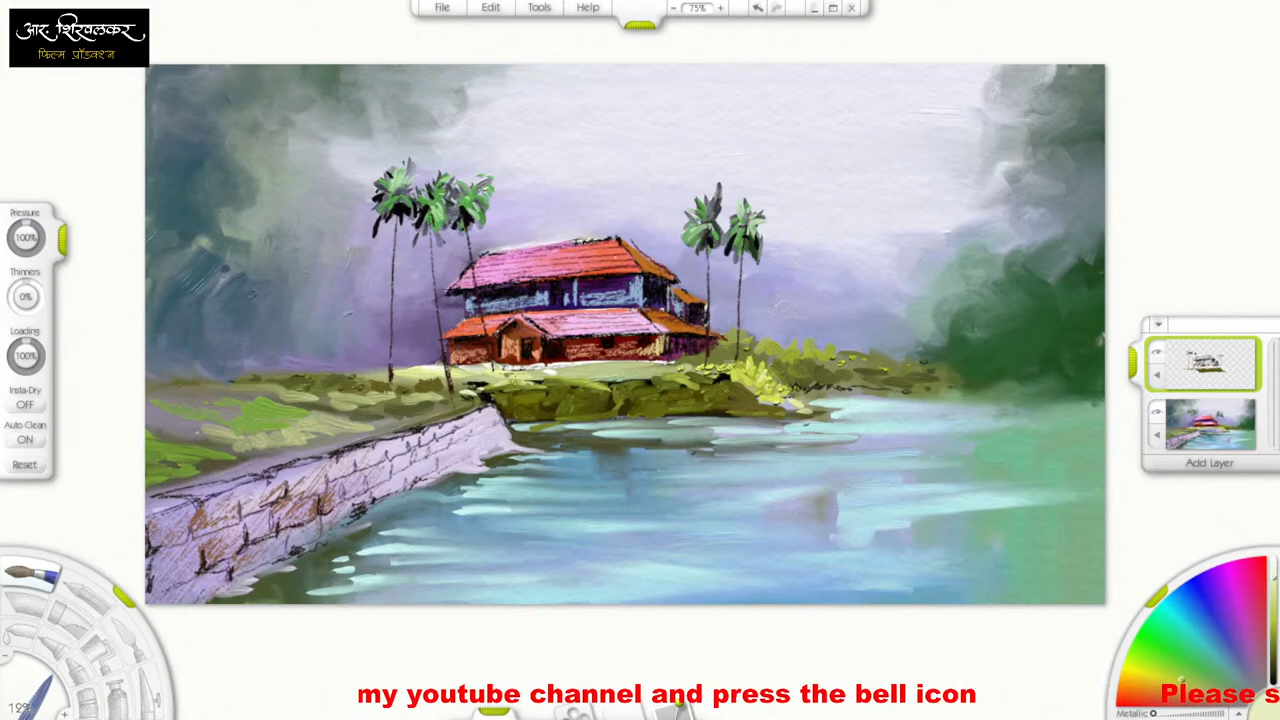 आर. शिरवलकर
फिल्म प्रॉडक्शन
File Edit Tools Help - 75% +
Pressure
100%
Thinners
0%
Loading
100%
Insta-Dry
OFF
Auto Clean
ON
Reset
Add Layer
Metallic
my youtube channel and press the bell icon Please s